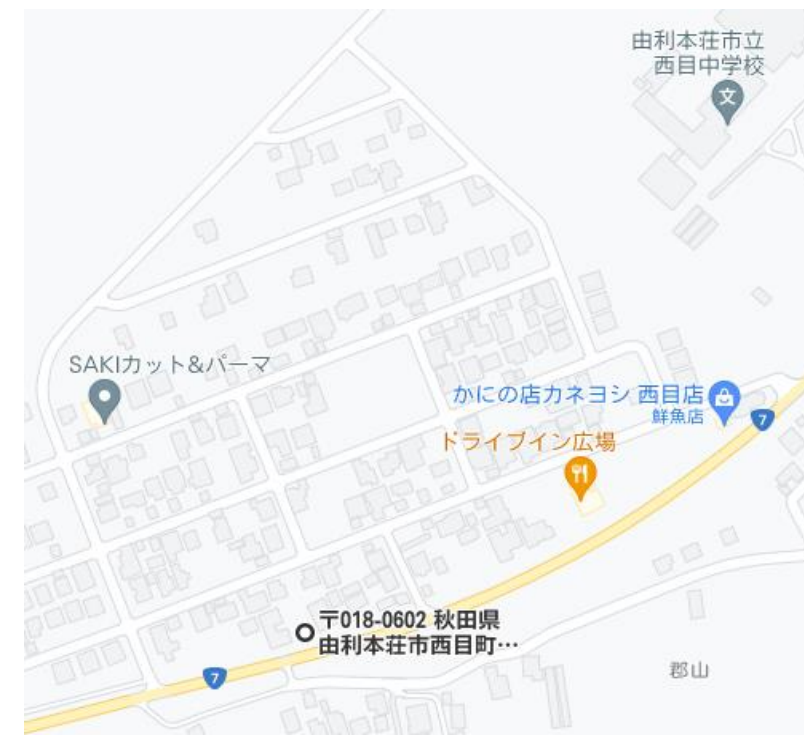 由利本荘市立
西目中学校
文
SAKIカット&パーマ
かにの店カネヨシ 西目店
鮮魚店
7
ドライブイン広場
〒018-0602 秋田県
由利本荘市西目町…
7
郡山